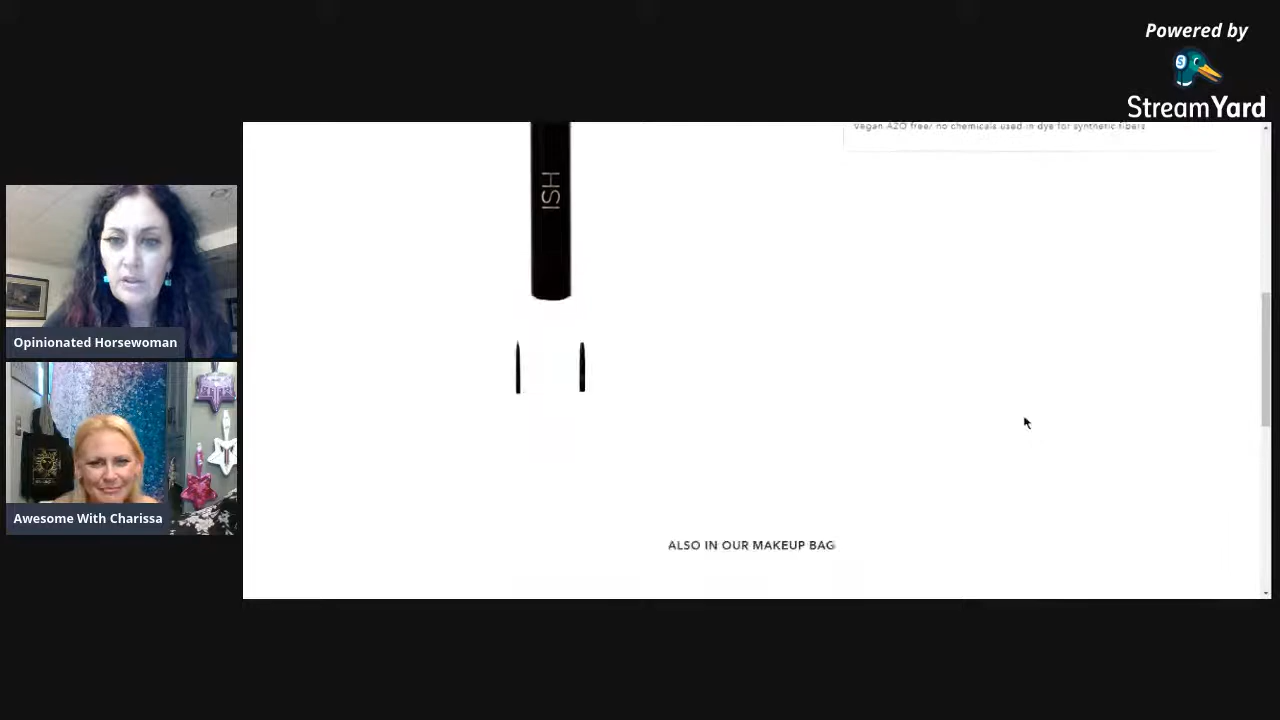 Powered by
StreamYard
Vegan AZO free/ no chemicals used in dye for synthetic fibers
ISH
Opinionated Horsewoman
Awesome With Charissa
ALSO IN OUR MAKEUP BAG